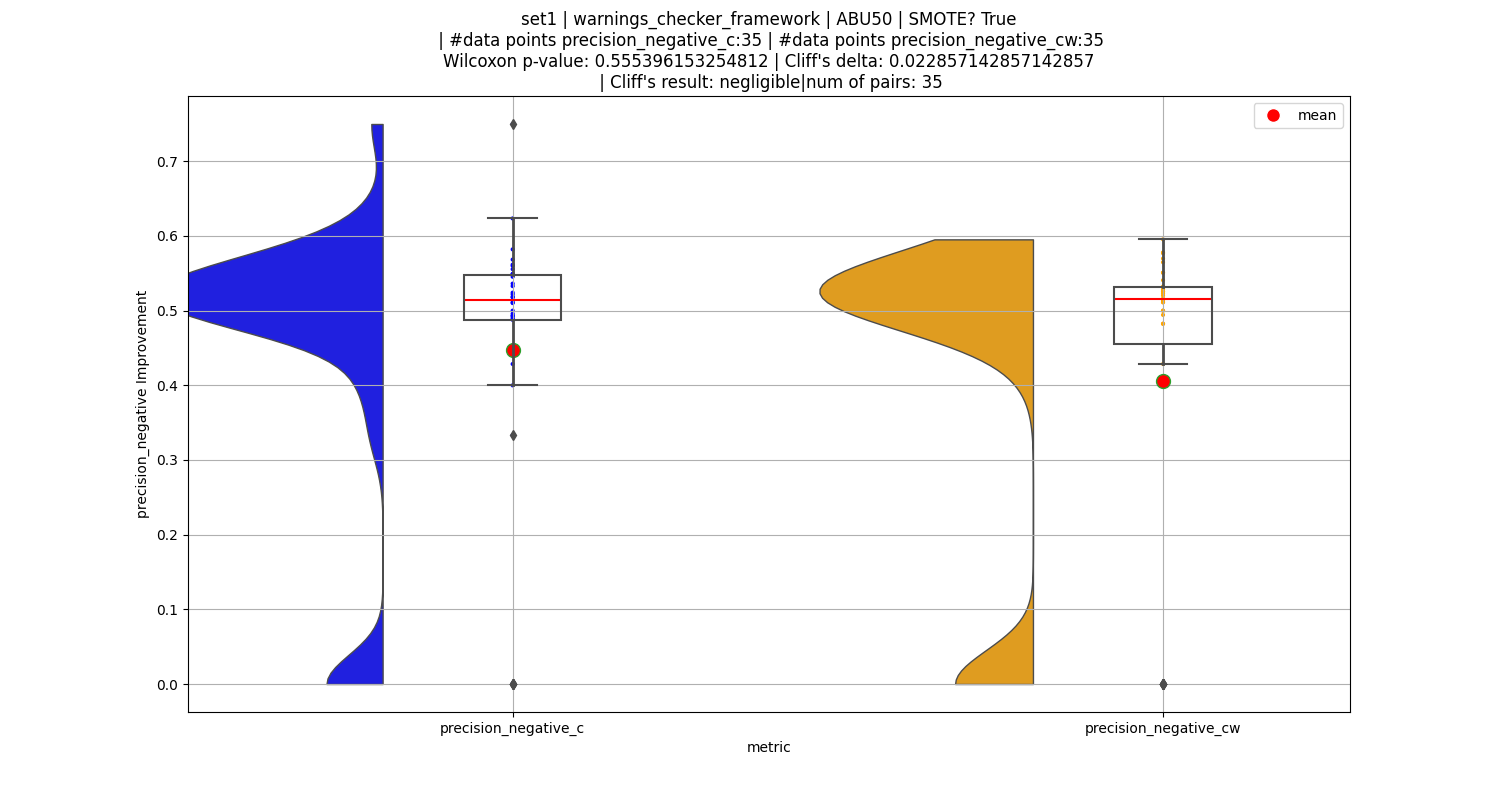 set1 | warnings_checker_framework | ABU50 | SMOTE? True
| #data points precision_negative_c:35 | #data points precision_negative_cw:35
Wilcoxon p-value: 0.555396153254812 | Cliff's delta: 0.022857142857142857
| Cliff's result: negligible|num of pairs: 35
mean
0.7
0.6
0.5
0.4
0.3
0.2
0.1
0.0
precision_negative Improvement
precision_negative_c
precision_negative_cw
metric